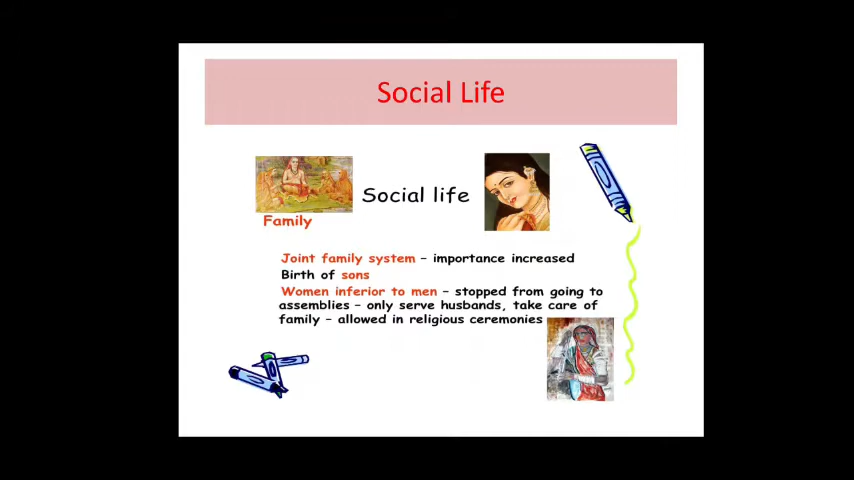 Social Life
Social life
Family
Joint family system – importance increased
Birth of sons
Women inferior to men – stopped from going to
assemblies – only serve husbands, take care of
family – allowed in religious ceremonies